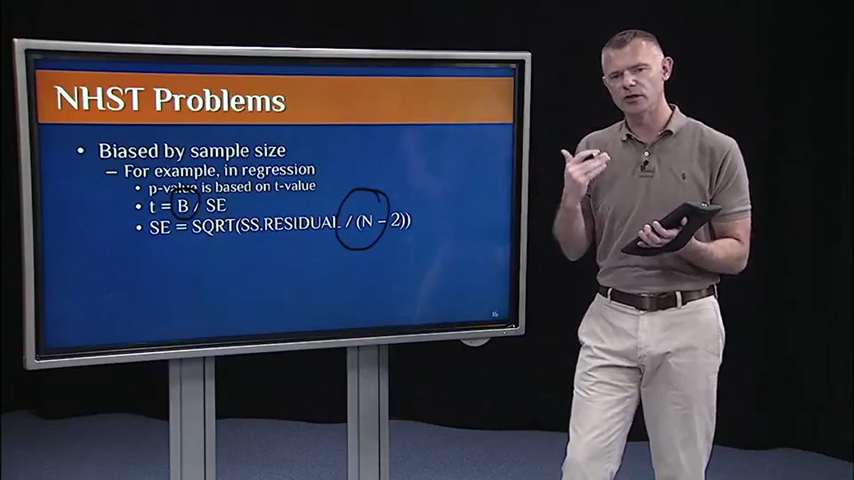 NHST Problems
• Biased by sample size
– For example, in regression
• p-value is based on t-value
• t = B / SE
• SE = SQRT(SS.RESIDUAL / (N – 2))
16